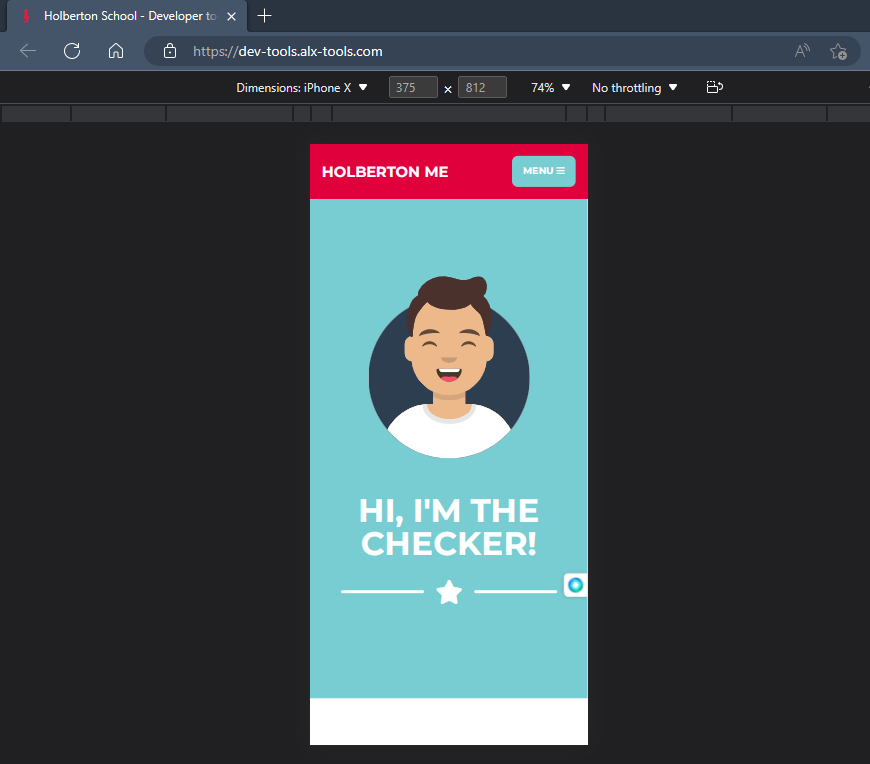 Holberton School - Developer to
https://dev-tools.alx-tools.com
Dimensions: iPhone X 375 × 812 74% No throttling
HOLBERTON ME
MENU
HI, I'M THE
CHECKER!